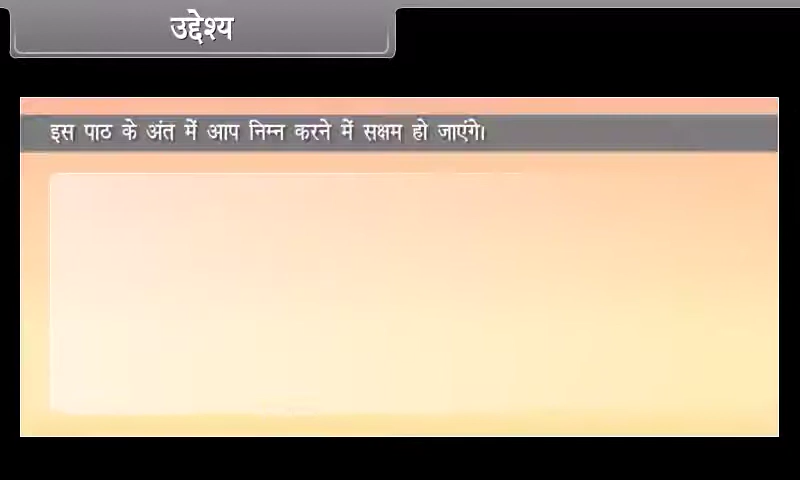 उद्देश्य
इस पाठ के अंत में आप निम्न करने में सक्षम हो जाएंगे।